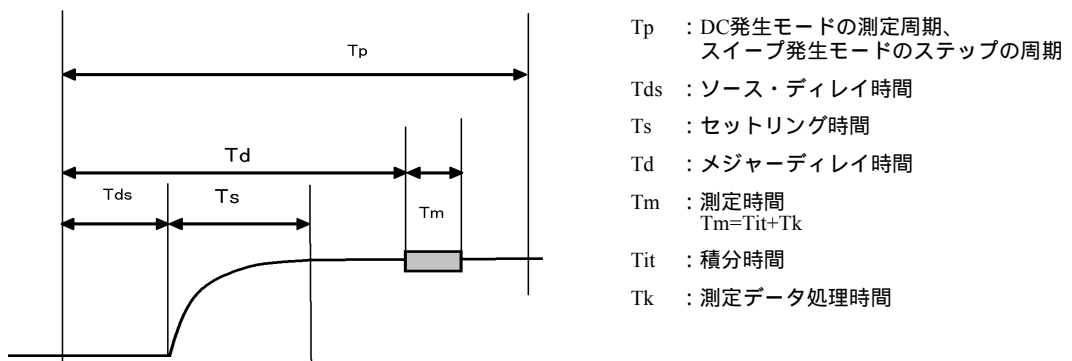 Tp
Td
Tds
Ts
Tm
Tp ：DC発生モードの測定周期、
スイープ発生モードのステップの周期
Tds ：ソース・ディレイ時間
Ts ：セットリング時間
Td ：メジャーディレイ時間
Tm ：測定時間
Tm=Tit+Tk
Tit ：積分時間
Tk ：測定データ処理時間